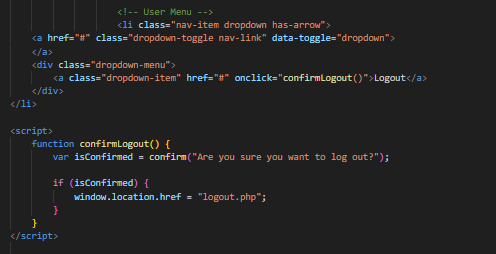 <!-- User Menu -->
<li class="nav-item dropdown has-arrow">
<a href="#" class="dropdown-toggle nav-link" data-toggle="dropdown">
</a>
<div class="dropdown-menu">
<a class="dropdown-item" href="#" onclick="confirmLogout()">Logout</a>
</div>
</li>
<script>
function confirmLogout() {
var isConfirmed = confirm("Are you sure you want to log out?");
if (isConfirmed) {
window.location.href = "logout.php";
}
}
</script>